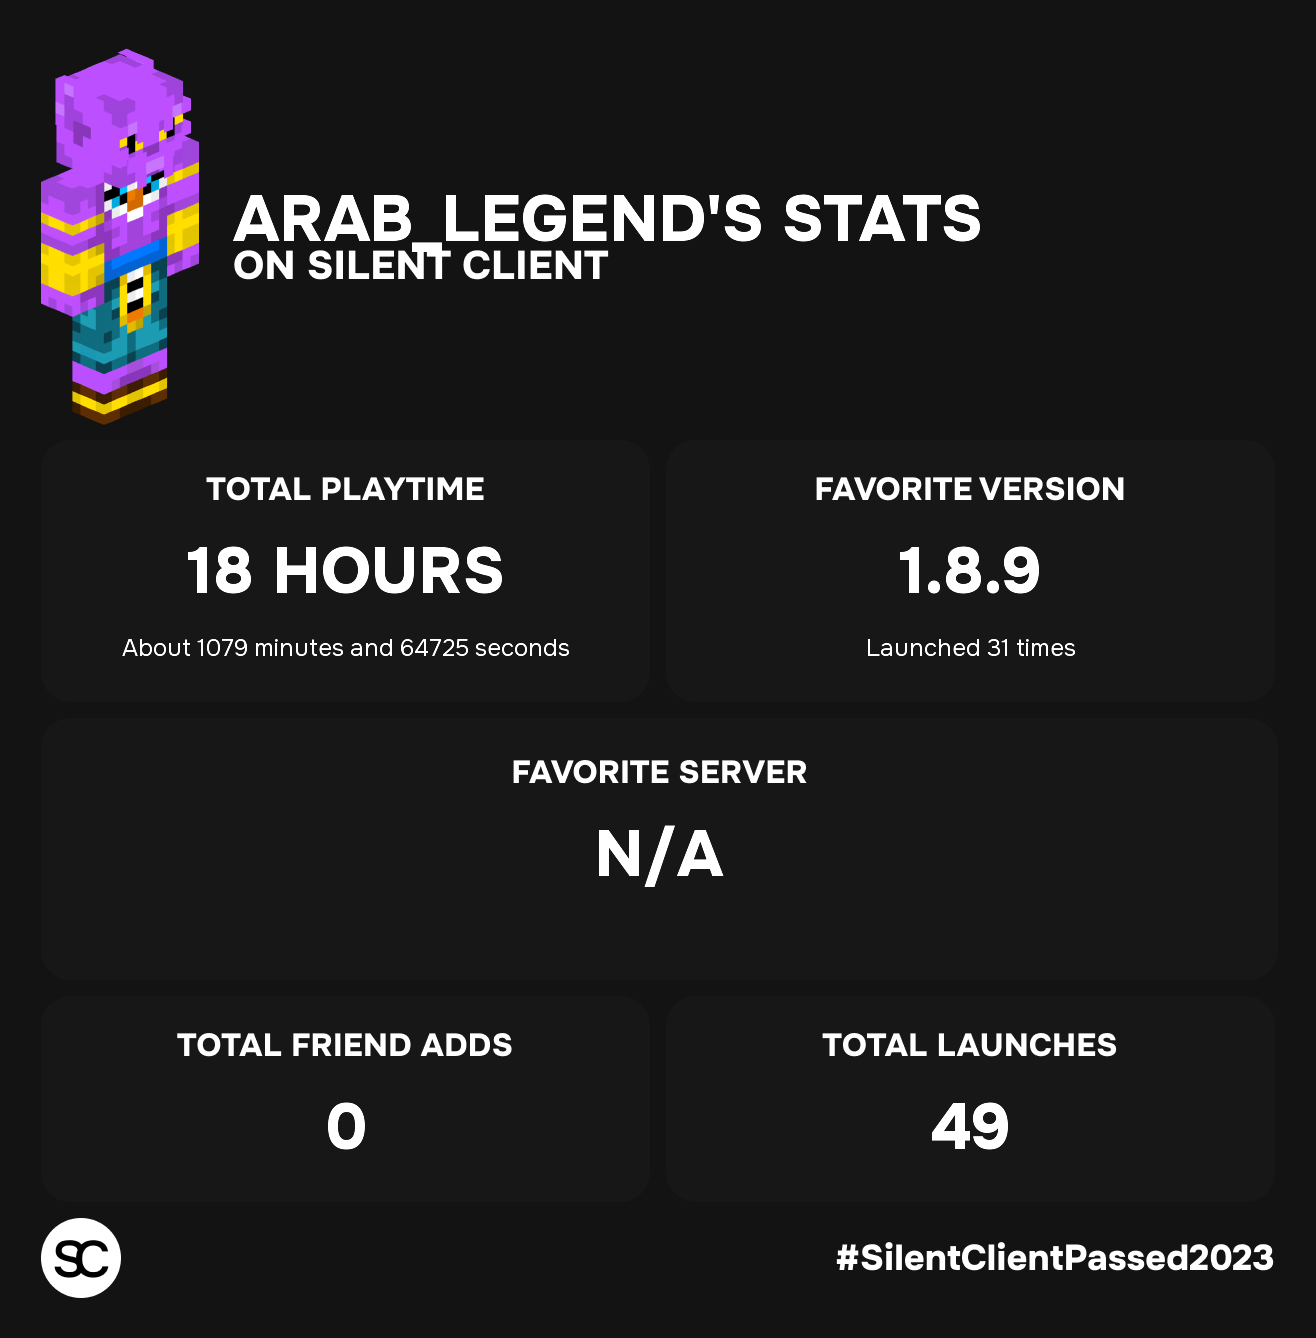 ARAB_LEGEND'S STATS
ON SILENT CLIENT
TOTAL PLAYTIME
18 HOURS
About 1079 minutes and 64725 seconds
FAVORITE VERSION
1.8.9
Launched 31 times
FAVORITE SERVER
N/A
TOTAL FRIEND ADDS
0
TOTAL LAUNCHES
49
SC
#SilentClientPassed2023